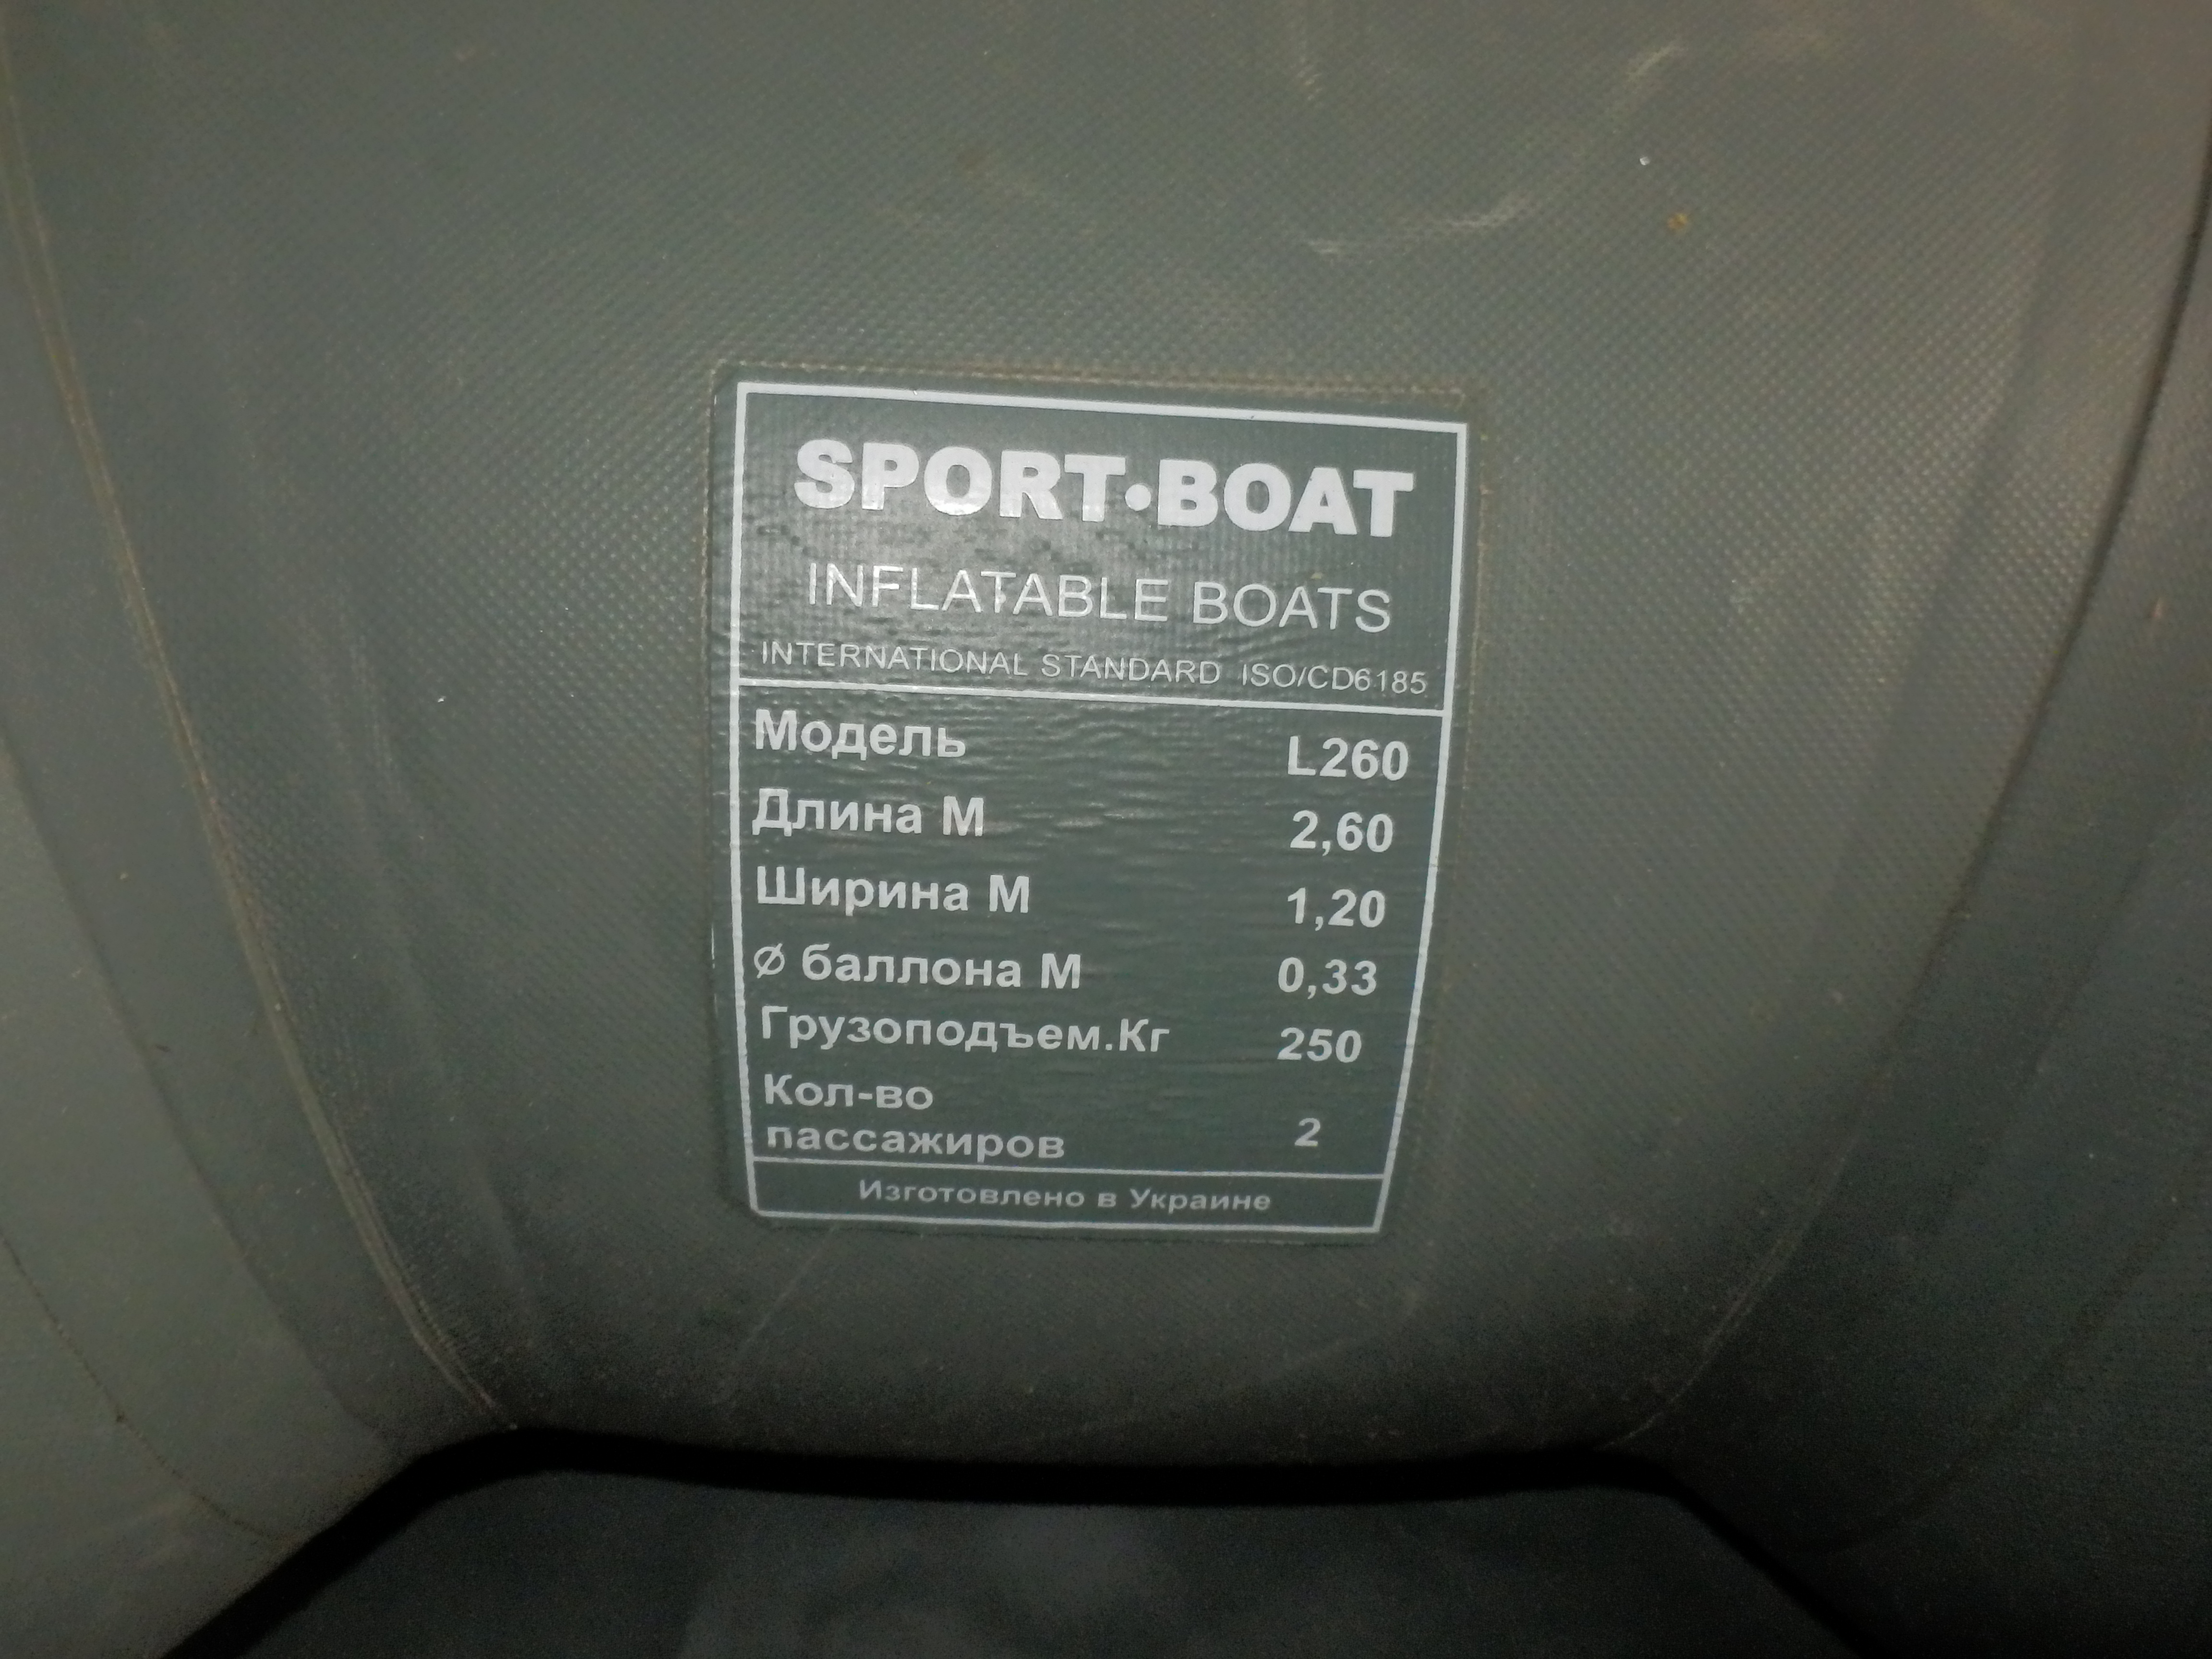 SPORT•BOAT
INFLATABLE BOATS
INTERNATIONAL STANDARD ISO/CD6185
Модель L260
Длина М 2,60
Ширина М 1,20
Ø баллона М 0,33
Грузоподъем.Кг 250
Кол-во
пассажиров 2
Изготовлено в Украине